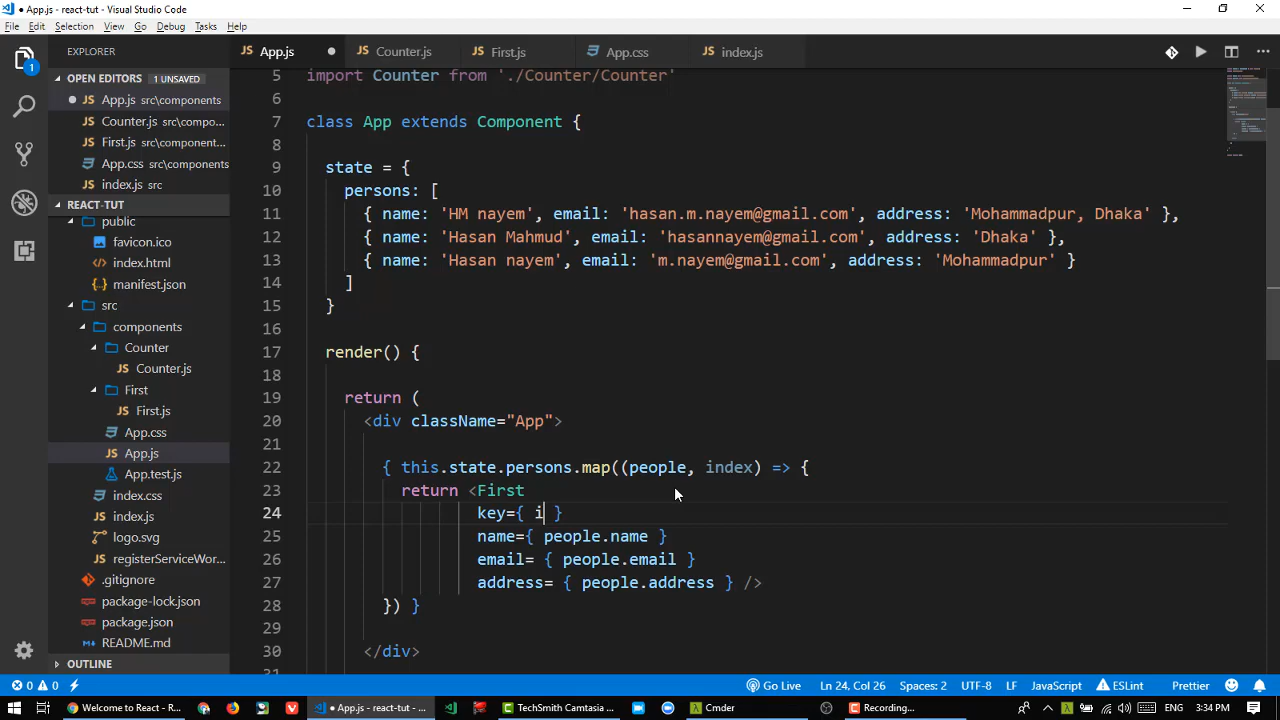 App.js ● react-tut - Visual Studio Code
File Edit Selection View Go Debug Tasks Help
EXPLORER
App.js
Counter.js
First.js
App.css
index.js
1
OPEN EDITORS 1 UNSAVED
App.js src\components
Counter.js src\compo...
First.js src\component...
App.css src\components
index.js src
REACT-TUT
public
favicon.ico
index.html
manifest.json
src
components
Counter
Counter.js
First
First.js
App.css
App.js
App.test.js
index.css
index.js
logo.svg
registerServiceWor...
.gitignore
package-lock.json
package.json
README.md
OUTLINE
5 import Counter from './Counter/Counter'
6
7 class App extends Component {
8
9 state = {
10 persons: [
11 { name: 'HM nayem', email: 'hasan.m.nayem@gmail.com', address: 'Mohammadpur, Dhaka' },
12 { name: 'Hasan Mahmud', email: 'hasannayem@gmail.com', address: 'Dhaka' },
13 { name: 'Hasan nayem', email: 'm.nayem@gmail.com', address: 'Mohammadpur' }
14 ]
15 }
16
17 render() {
18
19 return (
20 <div className="App">
21
22 { this.state.persons.map((people, index) => {
23 return <First
24 key={ i }
25 name={ people.name }
26 email= { people.email }
27 address= { people.address } />
28 }) }
29
30 </div>
0 0
Go Live
Ln 24, Col 26 Spaces: 2 UTF-8 LF JavaScript ESLint Prettier
Welcome to React - R...
App.js - react-tut - ...
TechSmith Camtasia ...
Cmder
Recording...
3:34 PM